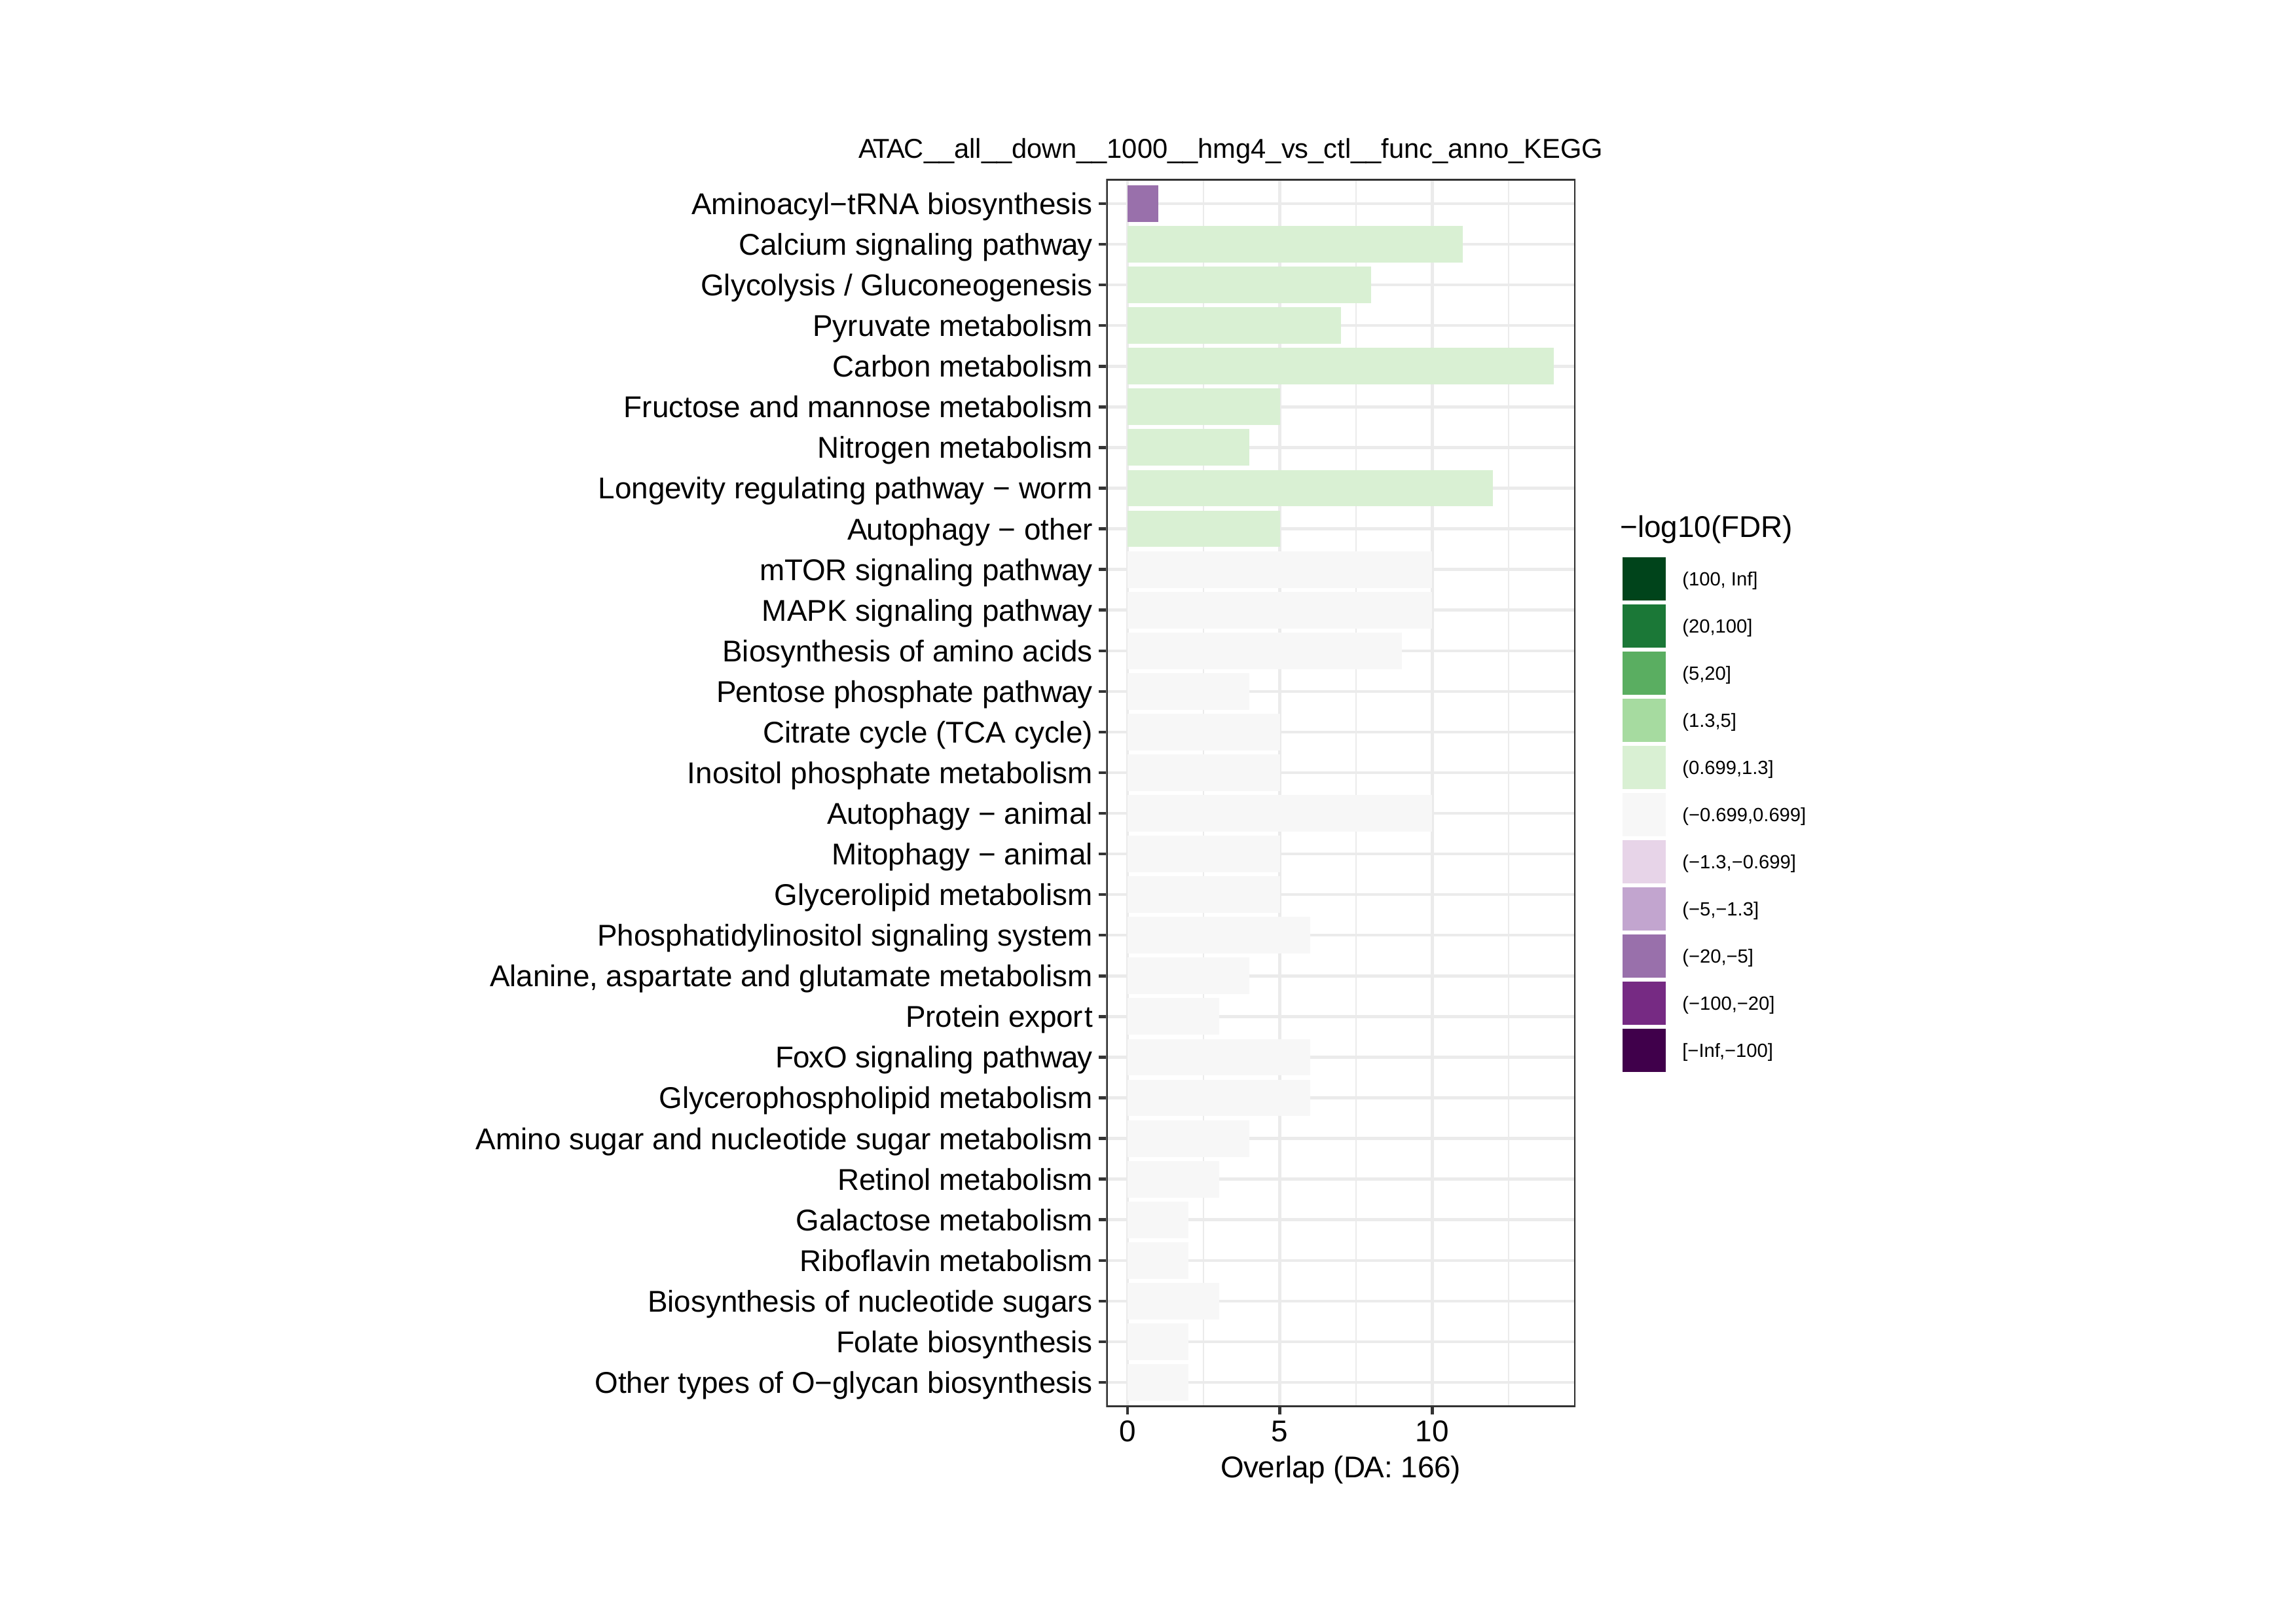 ATAC__all__down__1000__hmg4_vs_ctl__func_anno_KEGG
Aminoacyl−tRNA biosynthesis
Calcium signaling pathway
Glycolysis / Gluconeogenesis
Pyruvate metabolism
Carbon metabolism
Fructose and mannose metabolism
Nitrogen metabolism
Longevity regulating pathway − worm
Autophagy − other
mTOR signaling pathway
MAPK signaling pathway
Biosynthesis of amino acids
Pentose phosphate pathway
Citrate cycle (TCA cycle)
Inositol phosphate metabolism
Autophagy − animal
Mitophagy − animal
Glycerolipid metabolism
Phosphatidylinositol signaling system
Alanine, aspartate and glutamate metabolism
Protein export
FoxO signaling pathway
Glycerophospholipid metabolism
Amino sugar and nucleotide sugar metabolism
Retinol metabolism
Galactose metabolism
Riboflavin metabolism
Biosynthesis of nucleotide sugars
Folate biosynthesis
Other types of O−glycan biosynthesis
0 5 10
Overlap (DA: 166)
−log10(FDR)
(100, Inf]
(20,100]
(5,20]
(1.3,5]
(0.699,1.3]
(−0.699,0.699]
(−1.3,−0.699]
(−5,−1.3]
(−20,−5]
(−100,−20]
[−Inf,−100]